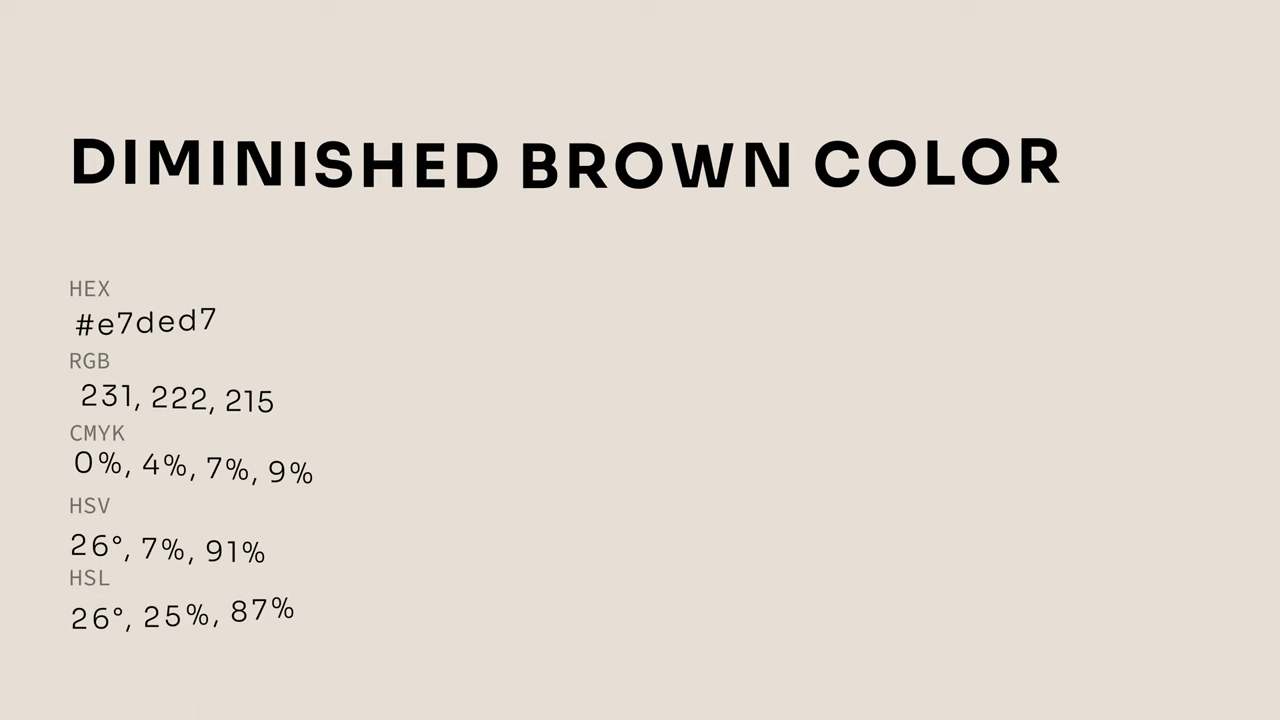 DIMINISHED BROWN COLOR
HEX
#e7ded7
RGB
231, 222, 215
CMYK
0%, 4%, 7%, 9%
HSV
26°, 7%, 91%
HSL
26°, 25%, 87%